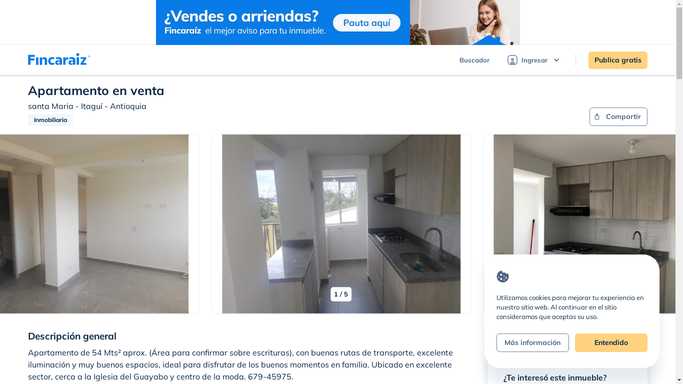 ¿Vendes o arriendas?
Fincaraíz el mejor aviso para tu inmueble.
Pauta aquí
Fincaraíz
Buscador
Ingresar
Publica gratis
Apartamento en venta
santa Maria - Itaguí - Antioquia
Inmobiliaria
Compartir
1 / 5
Utilizamos cookies para mejorar tu experiencia en
nuestro sitio web. Al continuar en el sitio
consideramos que aceptas su uso.
Más información
Entendido
Descripción general
Apartamento de 54 Mts² aprox. (Área para confirmar sobre escrituras), con buenas rutas de transporte, excelente
iluminación y muy buenos espacios, ideal para disfrutar de los buenos momentos en familia. Ubicado en excelente
sector, cerca a la Iglesia del Guayabo y centro de la moda. 679-45975.
¿Te interesó este inmueble?